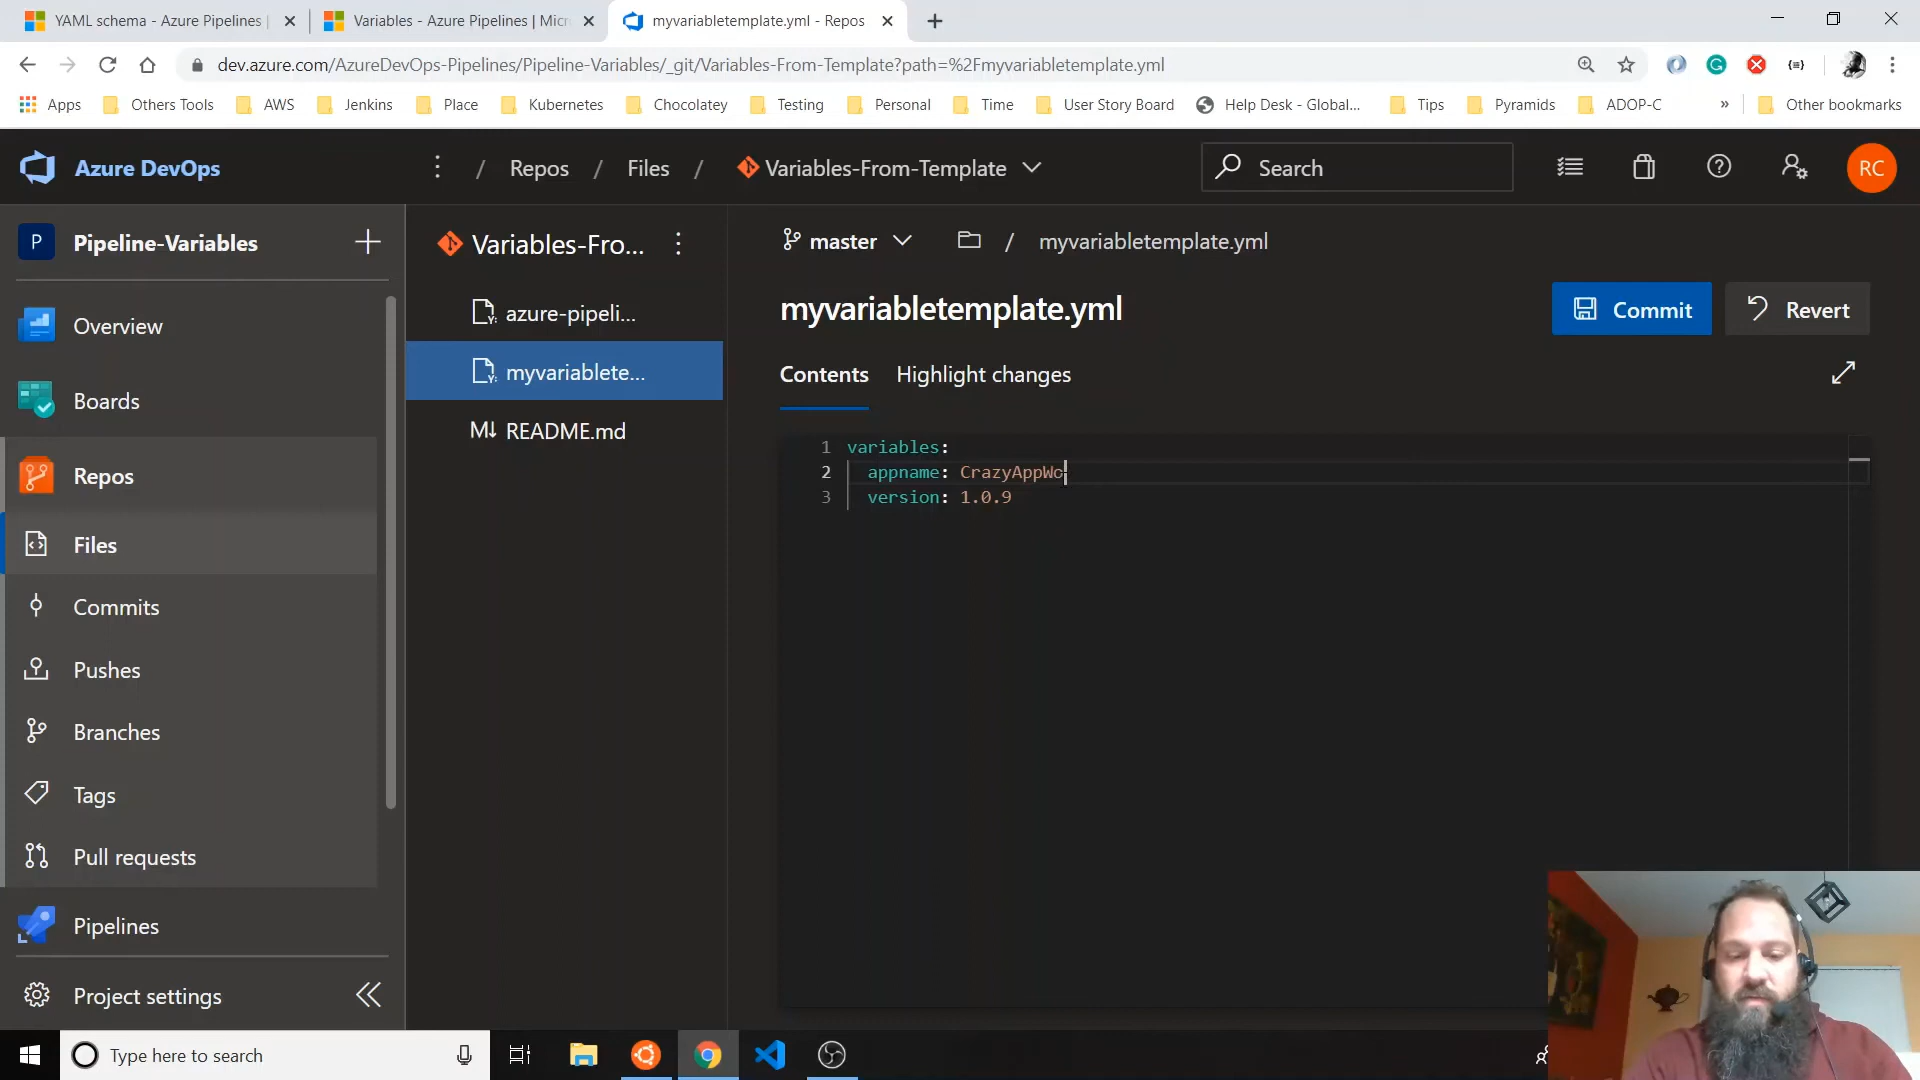 YAML schema - Azure Pipelines |
Variables - Azure Pipelines | Micr
myvariabletemplate.yml - Repos
dev.azure.com/AzureDevOps-Pipelines/Pipeline-Variables/_git/Variables-From-Template?path=%2Fmyvariabletemplate.yml
Apps Others Tools AWS Jenkins Place Kubernetes Chocolatey Testing Personal Time User Story Board Help Desk - Global... Tips Pyramids ADOP-C » Other bookmarks
Azure DevOps / Repos / Files / Variables-From-Template Search RC
P Pipeline-Variables
Overview
Boards
Repos
Files
Commits
Pushes
Branches
Tags
Pull requests
Pipelines
Project settings
Variables-Fro...
azure-pipeli...
myvariablete...
README.md
master / myvariabletemplate.yml
myvariabletemplate.yml
Commit Revert
Contents Highlight changes
1 variables:
2 appname: CrazyAppWo
3 version: 1.0.9
Type here to search